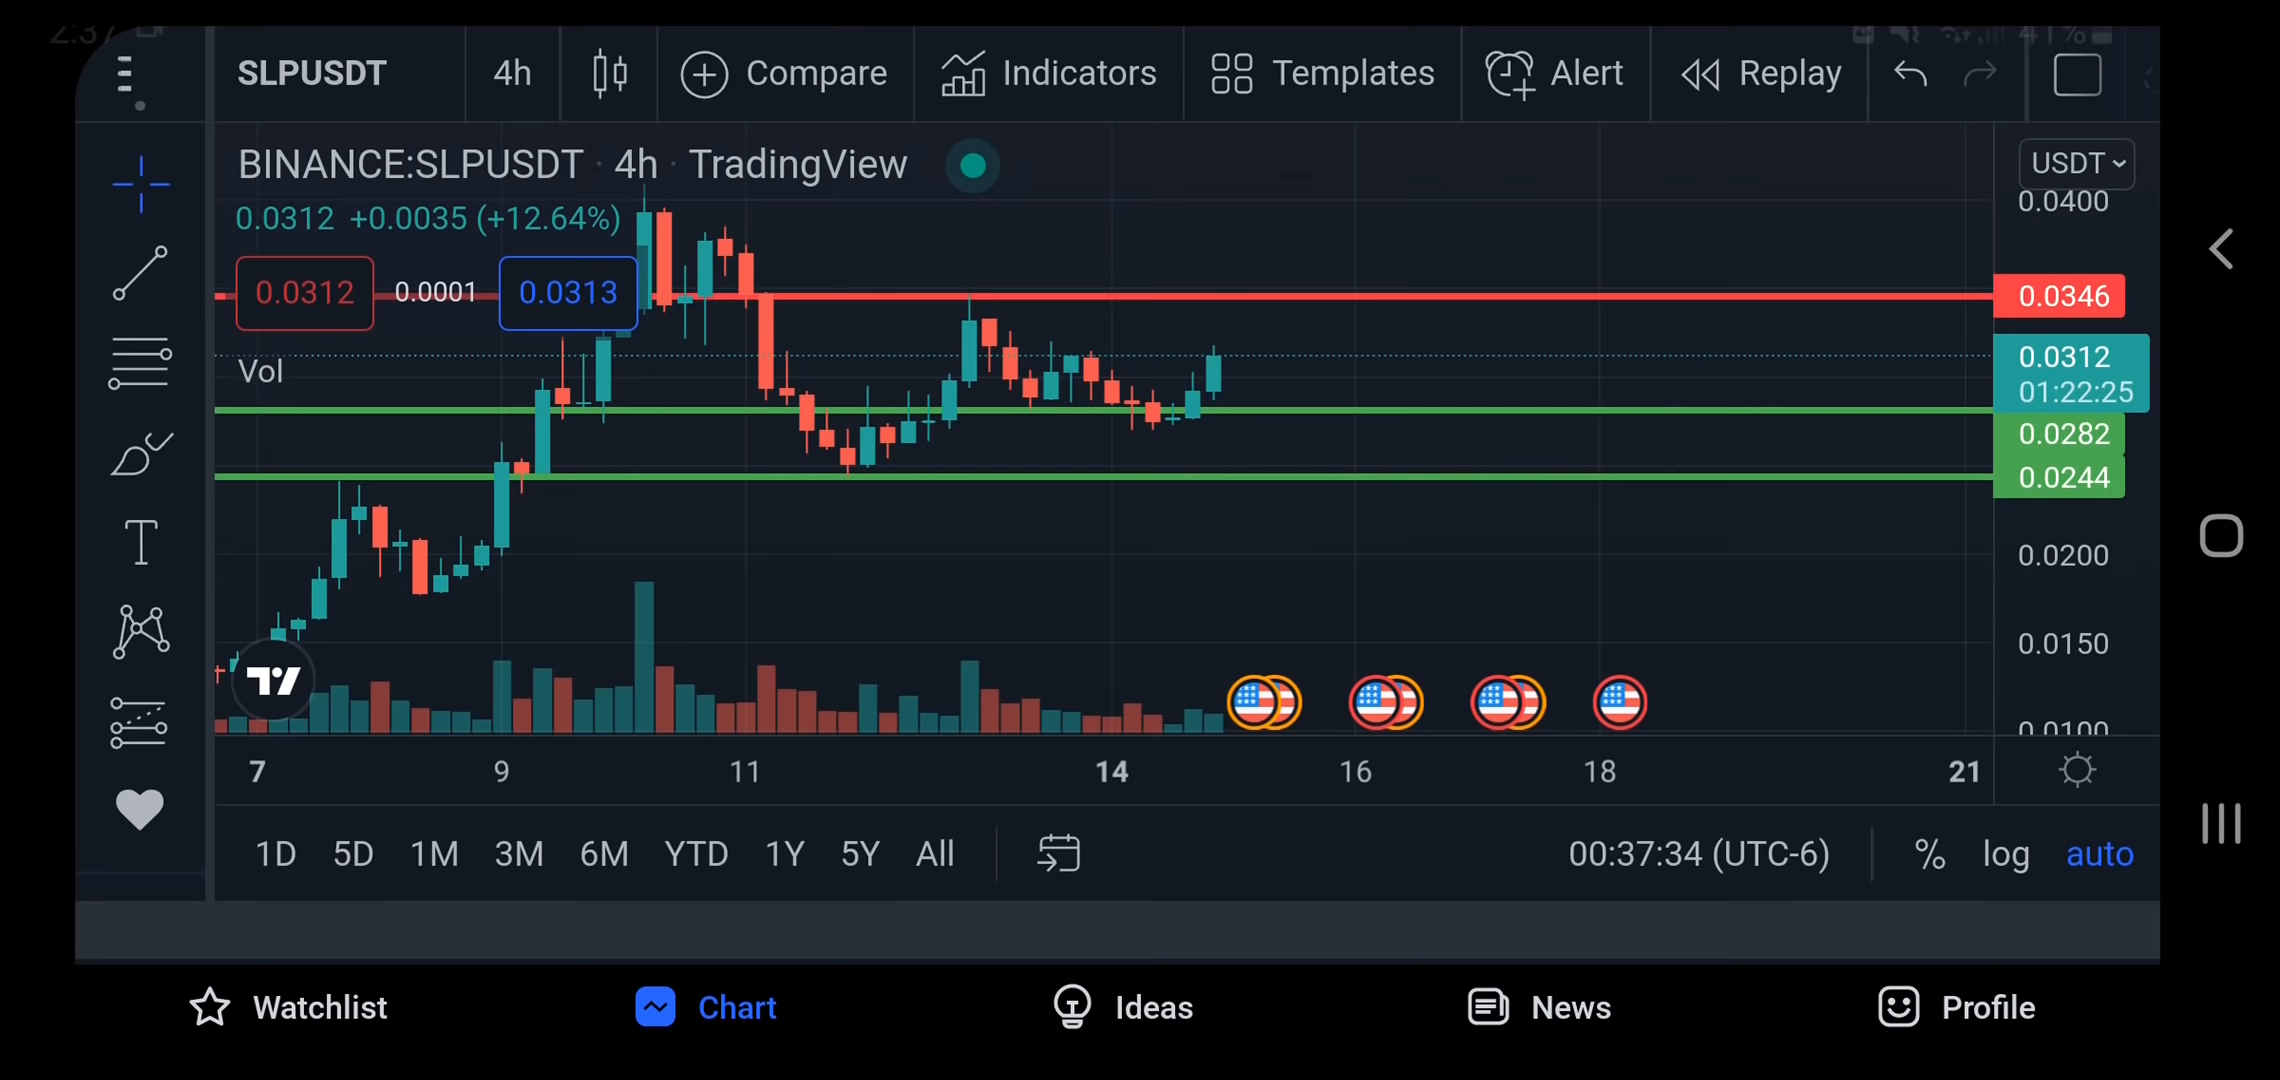 2:37
41%
SLPUSDT 4h Compare Indicators Templates Alert Replay
BINANCE:SLPUSDT · 4h · TradingView
USDT
0.0312 +0.0035 (+12.64%)
0.0400
0.0312 0.0001 0.0313
0.0346
Vol
0.0312
01:22:25
0.0282
0.0244
0.0200
0.0150
0.0100
7 9 11 14 16 18 21
1D 5D 1M 3M 6M YTD 1Y 5Y All 00:37:34 (UTC-6) % log auto
Watchlist Chart Ideas News Profile